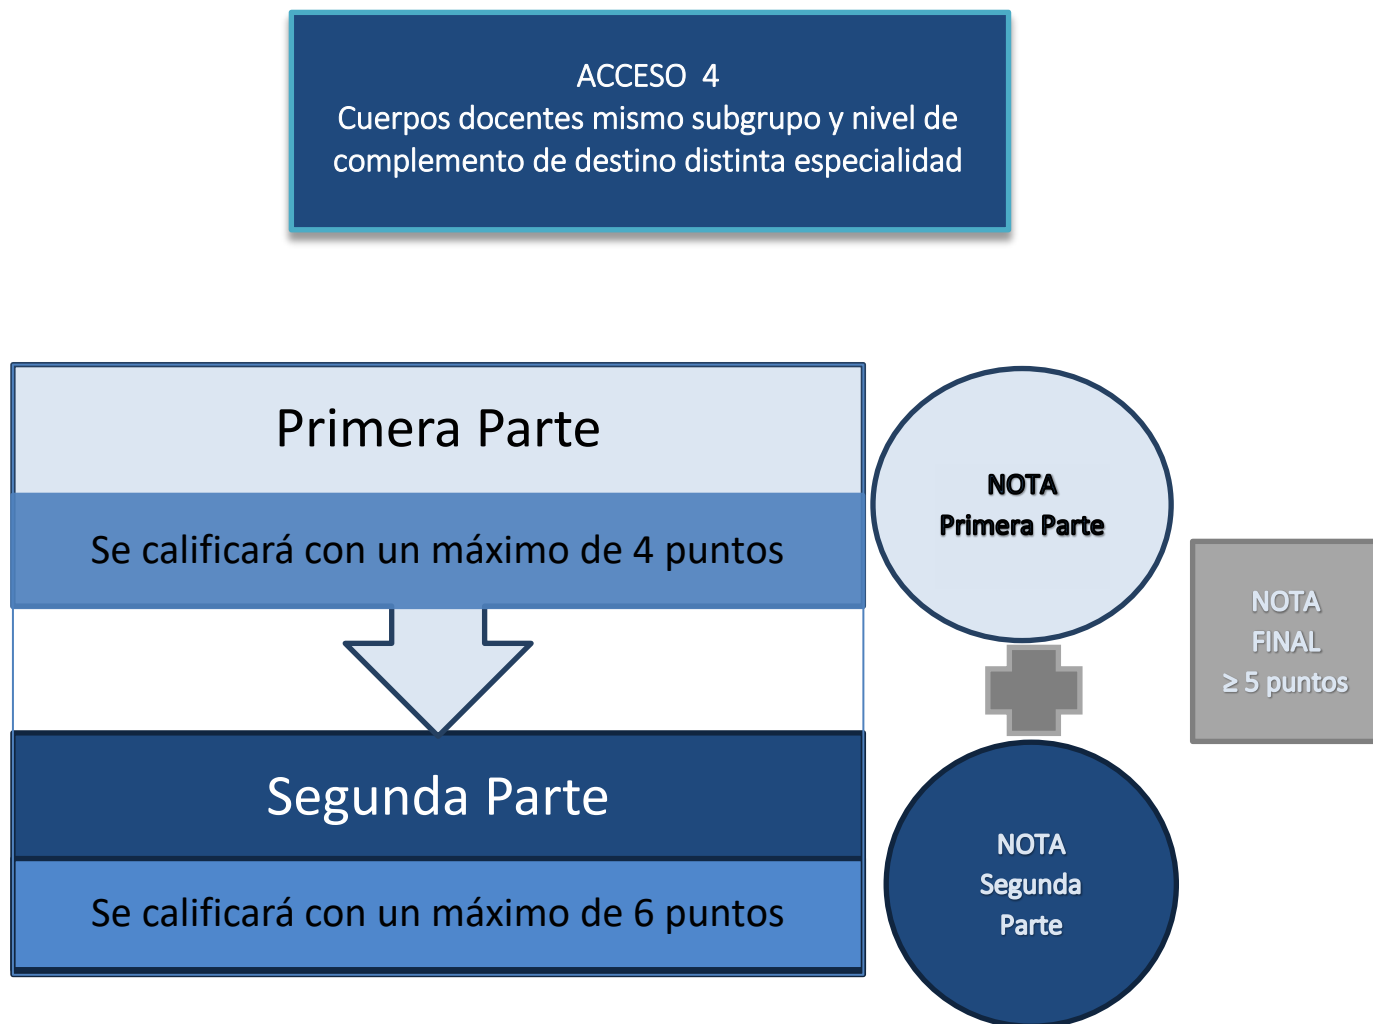 ACCESO 4
Cuerpos docentes mismo subgrupo y nivel de
complemento de destino distinta especialidad
Primera Parte
Se calificará con un máximo de 4 puntos
NOTA
Primera Parte
NOTA
FINAL
≥ 5 puntos
Segunda Parte
Se calificará con un máximo de 6 puntos
NOTA
Segunda
Parte